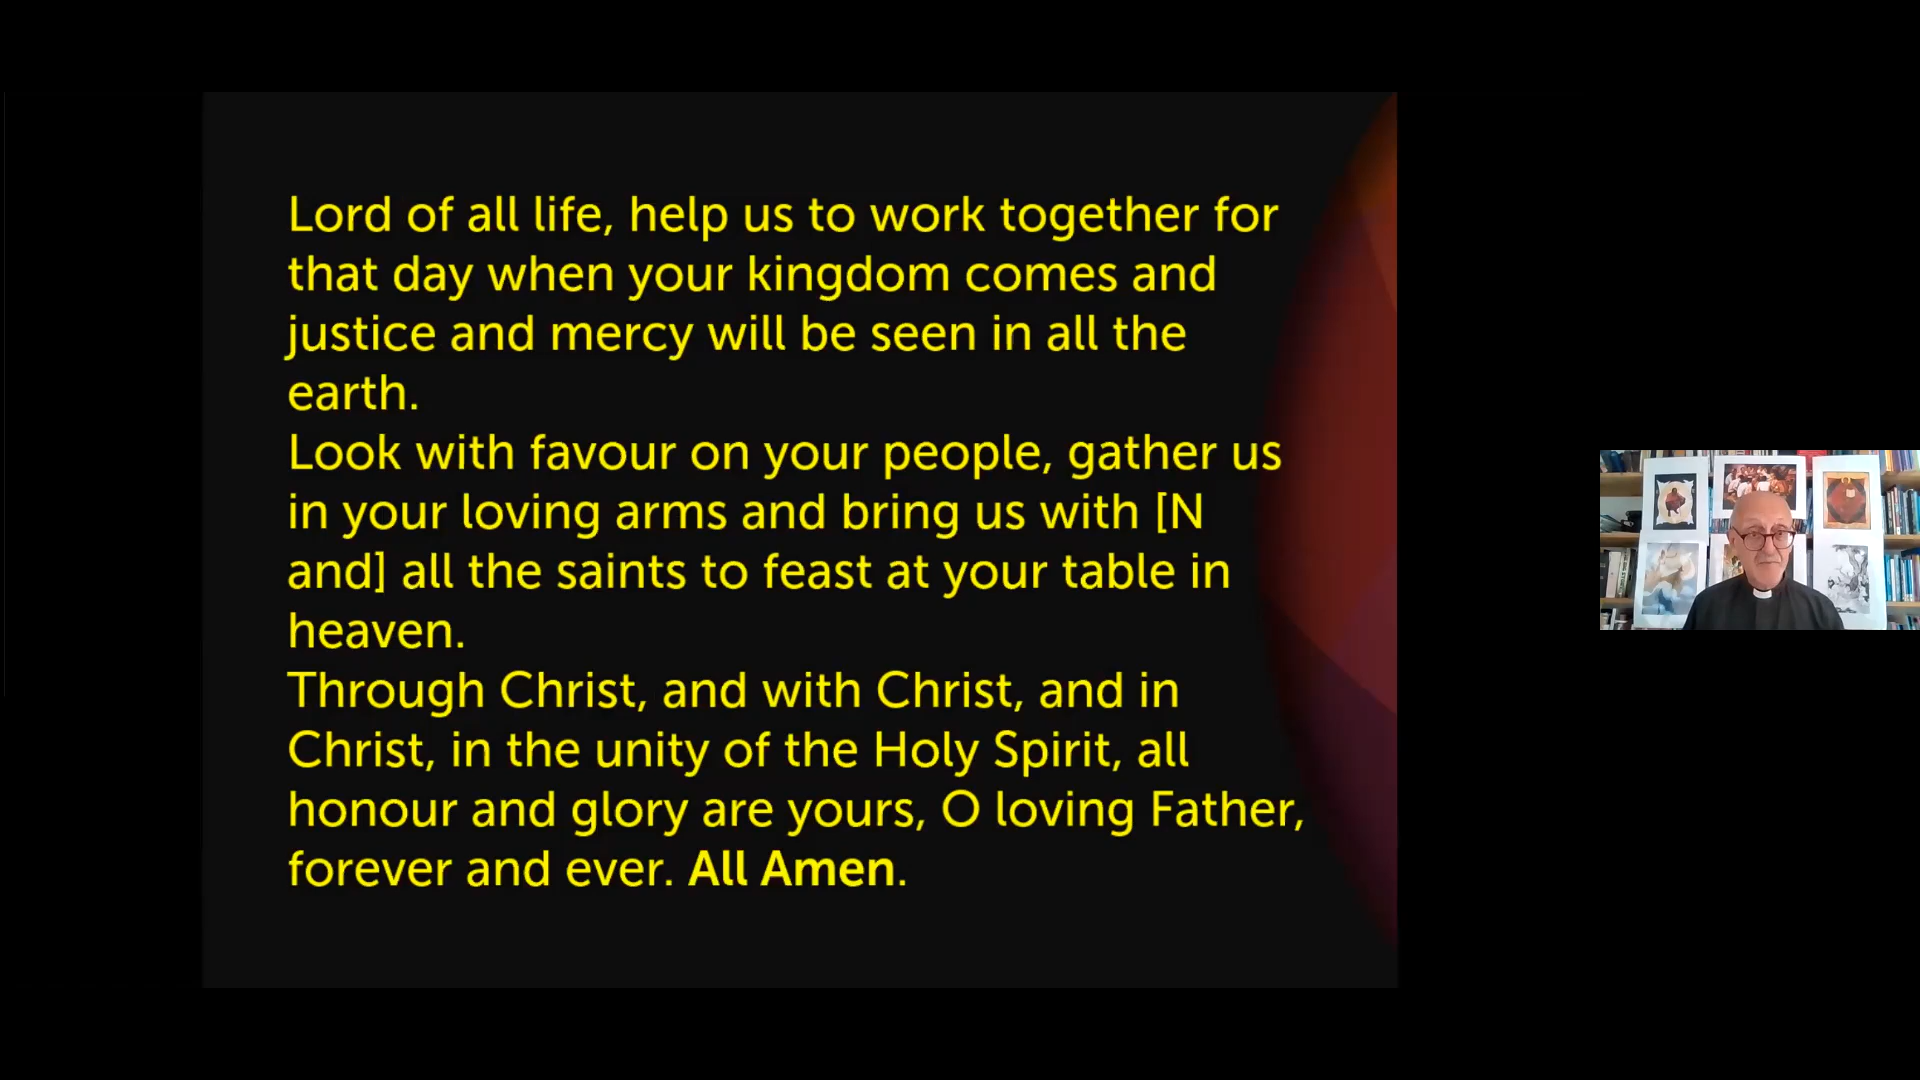 Lord of all life, help us to work together for
that day when your kingdom comes and
justice and mercy will be seen in all the
earth.
Look with favour on your people, gather us
in your loving arms and bring us with [N
and] all the saints to feast at your table in
heaven.
Through Christ, and with Christ, and in
Christ, in the unity of the Holy Spirit, all
honour and glory are yours, O loving Father,
forever and ever. All Amen.